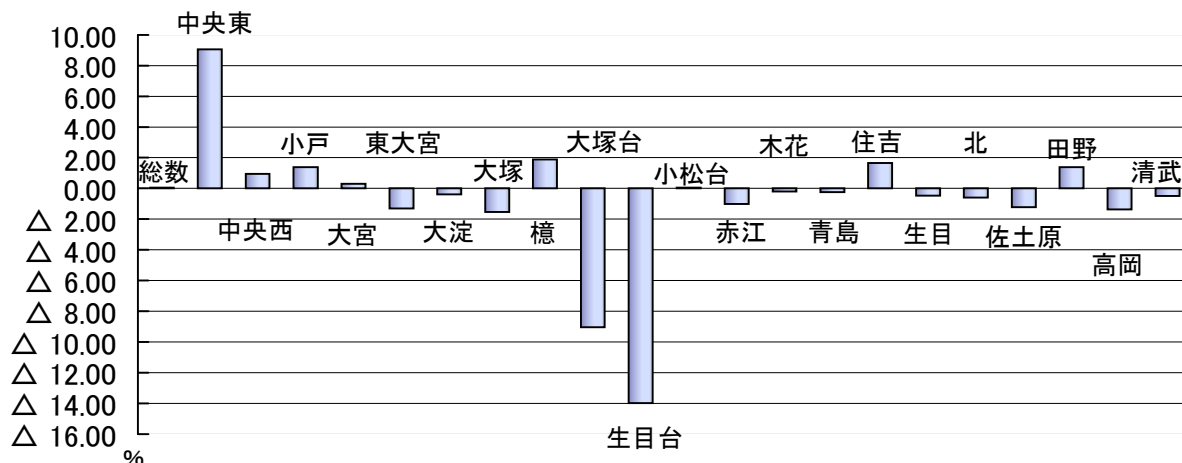 中央東
10.00
8.00
6.00
4.00
小戸 東大宮 大塚台 木花 住吉 北 田野
2.00
総数 大塚 小松台 清武
0.00
△ 2.00
中央西 大宮 大淀 檍 赤江 青島 生目 佐土原
△ 4.00
高岡
△ 6.00
△ 8.00
△ 10.00
△ 12.00
△ 14.00
△ 16.00
生目台
%